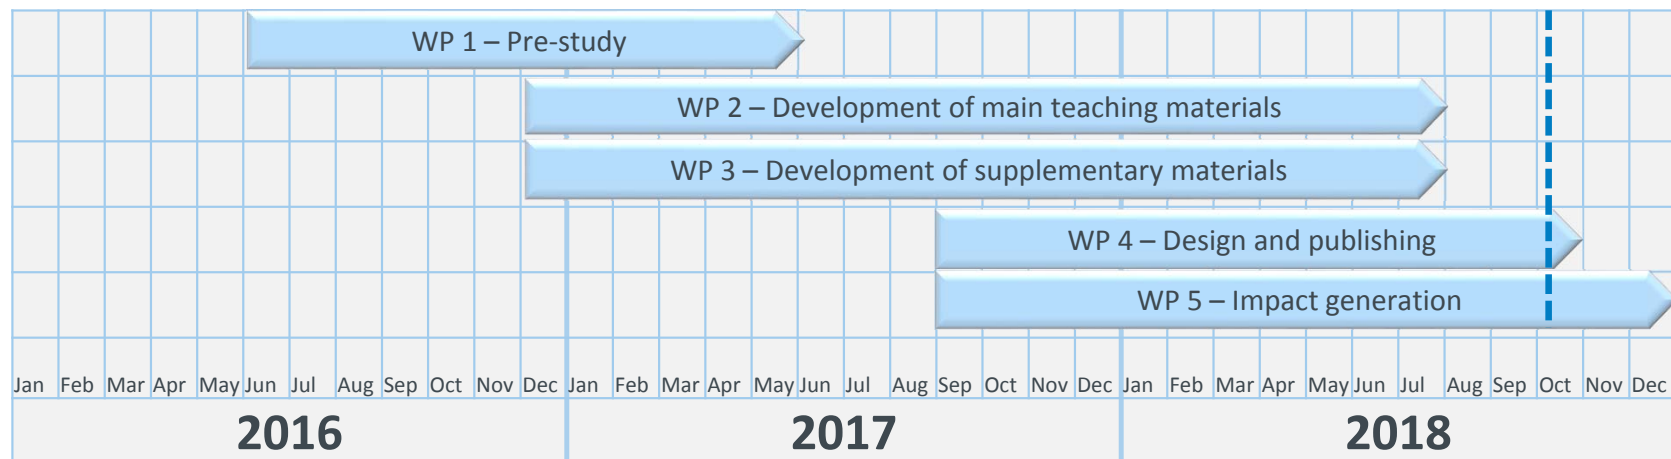 WP 1 – Pre-study
WP 2 – Development of main teaching materials
WP 3 – Development of supplementary materials
WP 4 – Design and publishing
WP 5 – Impact generation
Jan Feb Mar Apr May Jun Jul Aug Sep Oct Nov Dec Jan Feb Mar Apr May Jun Jul Aug Sep Oct Nov Dec Jan Feb Mar Apr May Jun Jul Aug Sep Oct Nov Dec
2016 2017 2018